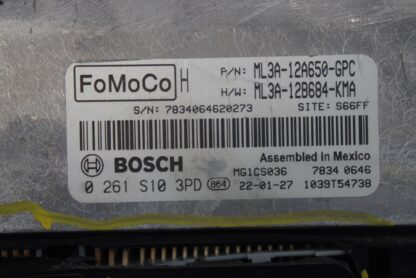 FoMoCo H P/N: ML3A-12A650-GPC
H/W: ML3A-12B684-KMA
S/N: 7834064620273 SITE: S66FF
BOSCH Assembled in Mexico
MG1CS036 7834 0646
0 261 S10 3PD 864 22-01-27 1039T54738